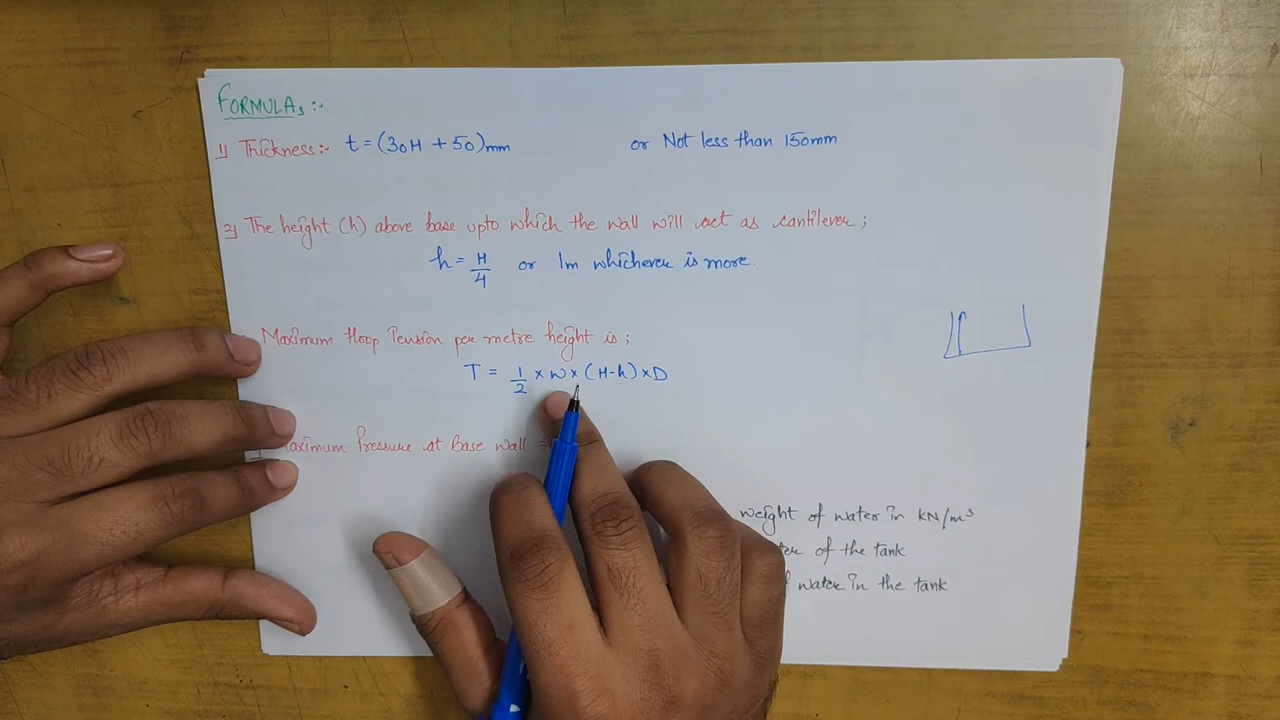 FORMULAs :-
1] Thickness:- t = (30H + 50) mm or Not less than 150mm
2] The height (h) above base upto which the wall will act as cantilever ;
h = H/4 or 1m whichever is more.
Maximum Hoop Tension per metre height is ;
T = 1/2 × w × (H-h) × D
Maximum Pressure at Base wall =
weight of water in KN/m³
of the tank
water in the tank